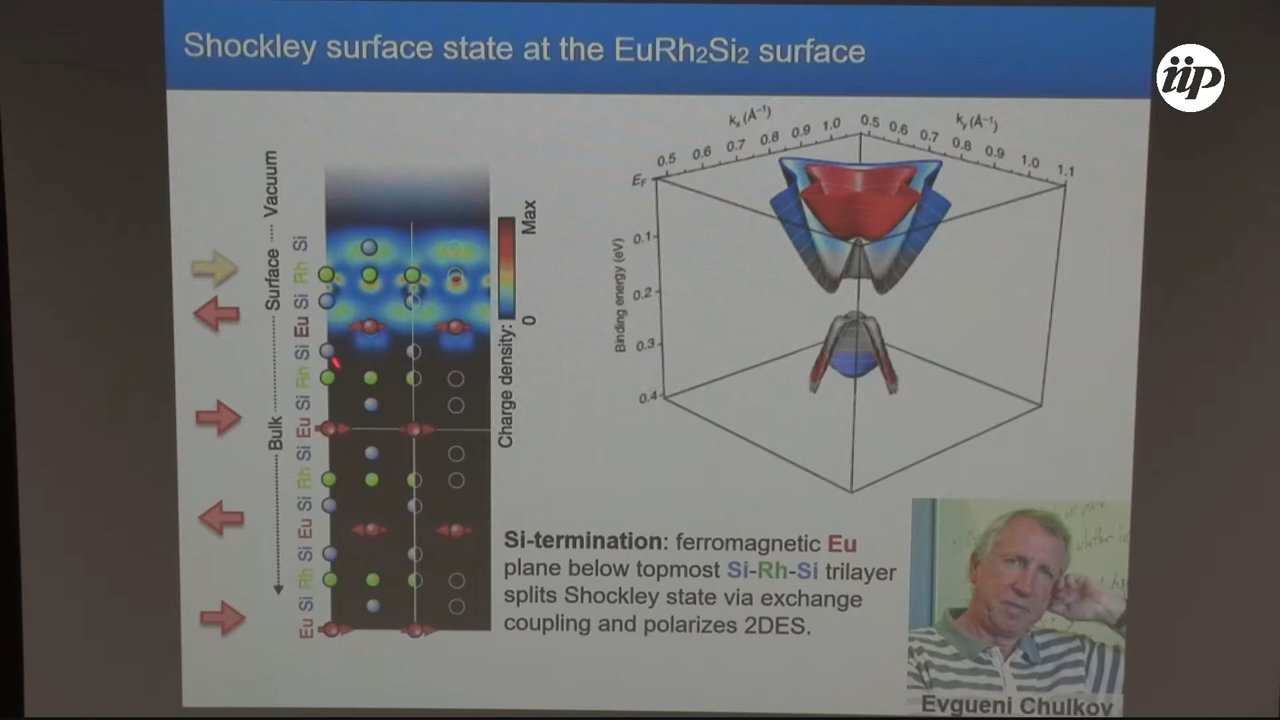 Shockley surface state at the EuRh₂Si₂ surface
iip
Vacuum
Surface
Bulk
Si
Rh
Si
Eu
Si
Rh
Si
Eu
Si
Rh
Si
Eu
Si
Rh
Si
Eu
Charge density:
0
Max
kₓ (Å⁻¹)
0.5 0.6 0.7 0.8 0.9 1.0
kᵧ (Å⁻¹)
0.5 0.6 0.7 0.8 0.9 1.0 1.1
E_F
0.1
0.2
0.3
0.4
Binding energy (eV)
Si-termination: ferromagnetic Eu
plane below topmost Si-Rh-Si trilayer
splits Shockley state via exchange
coupling and polarizes 2DES.
Evgueni Chulkov